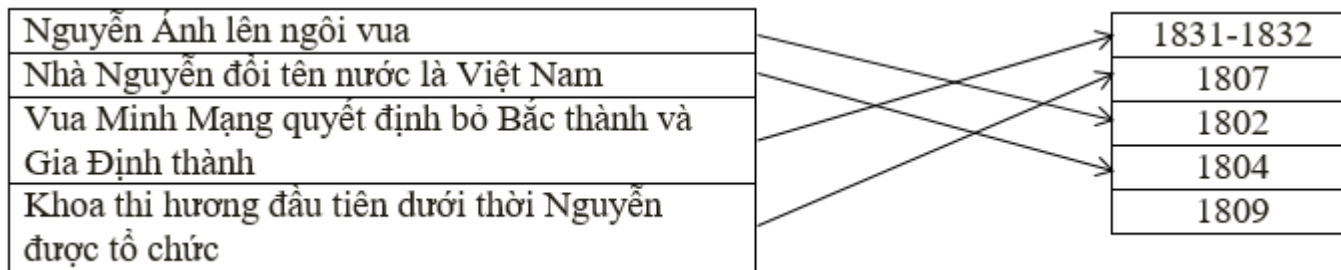 Nguyễn Ánh lên ngôi vua
Nhà Nguyễn đổi tên nước là Việt Nam
Vua Minh Mạng quyết định bỏ Bắc thành và
Gia Định thành
Khoa thi hương đầu tiên dưới thời Nguyễn
được tổ chức
1831-1832
1807
1802
1804
1809